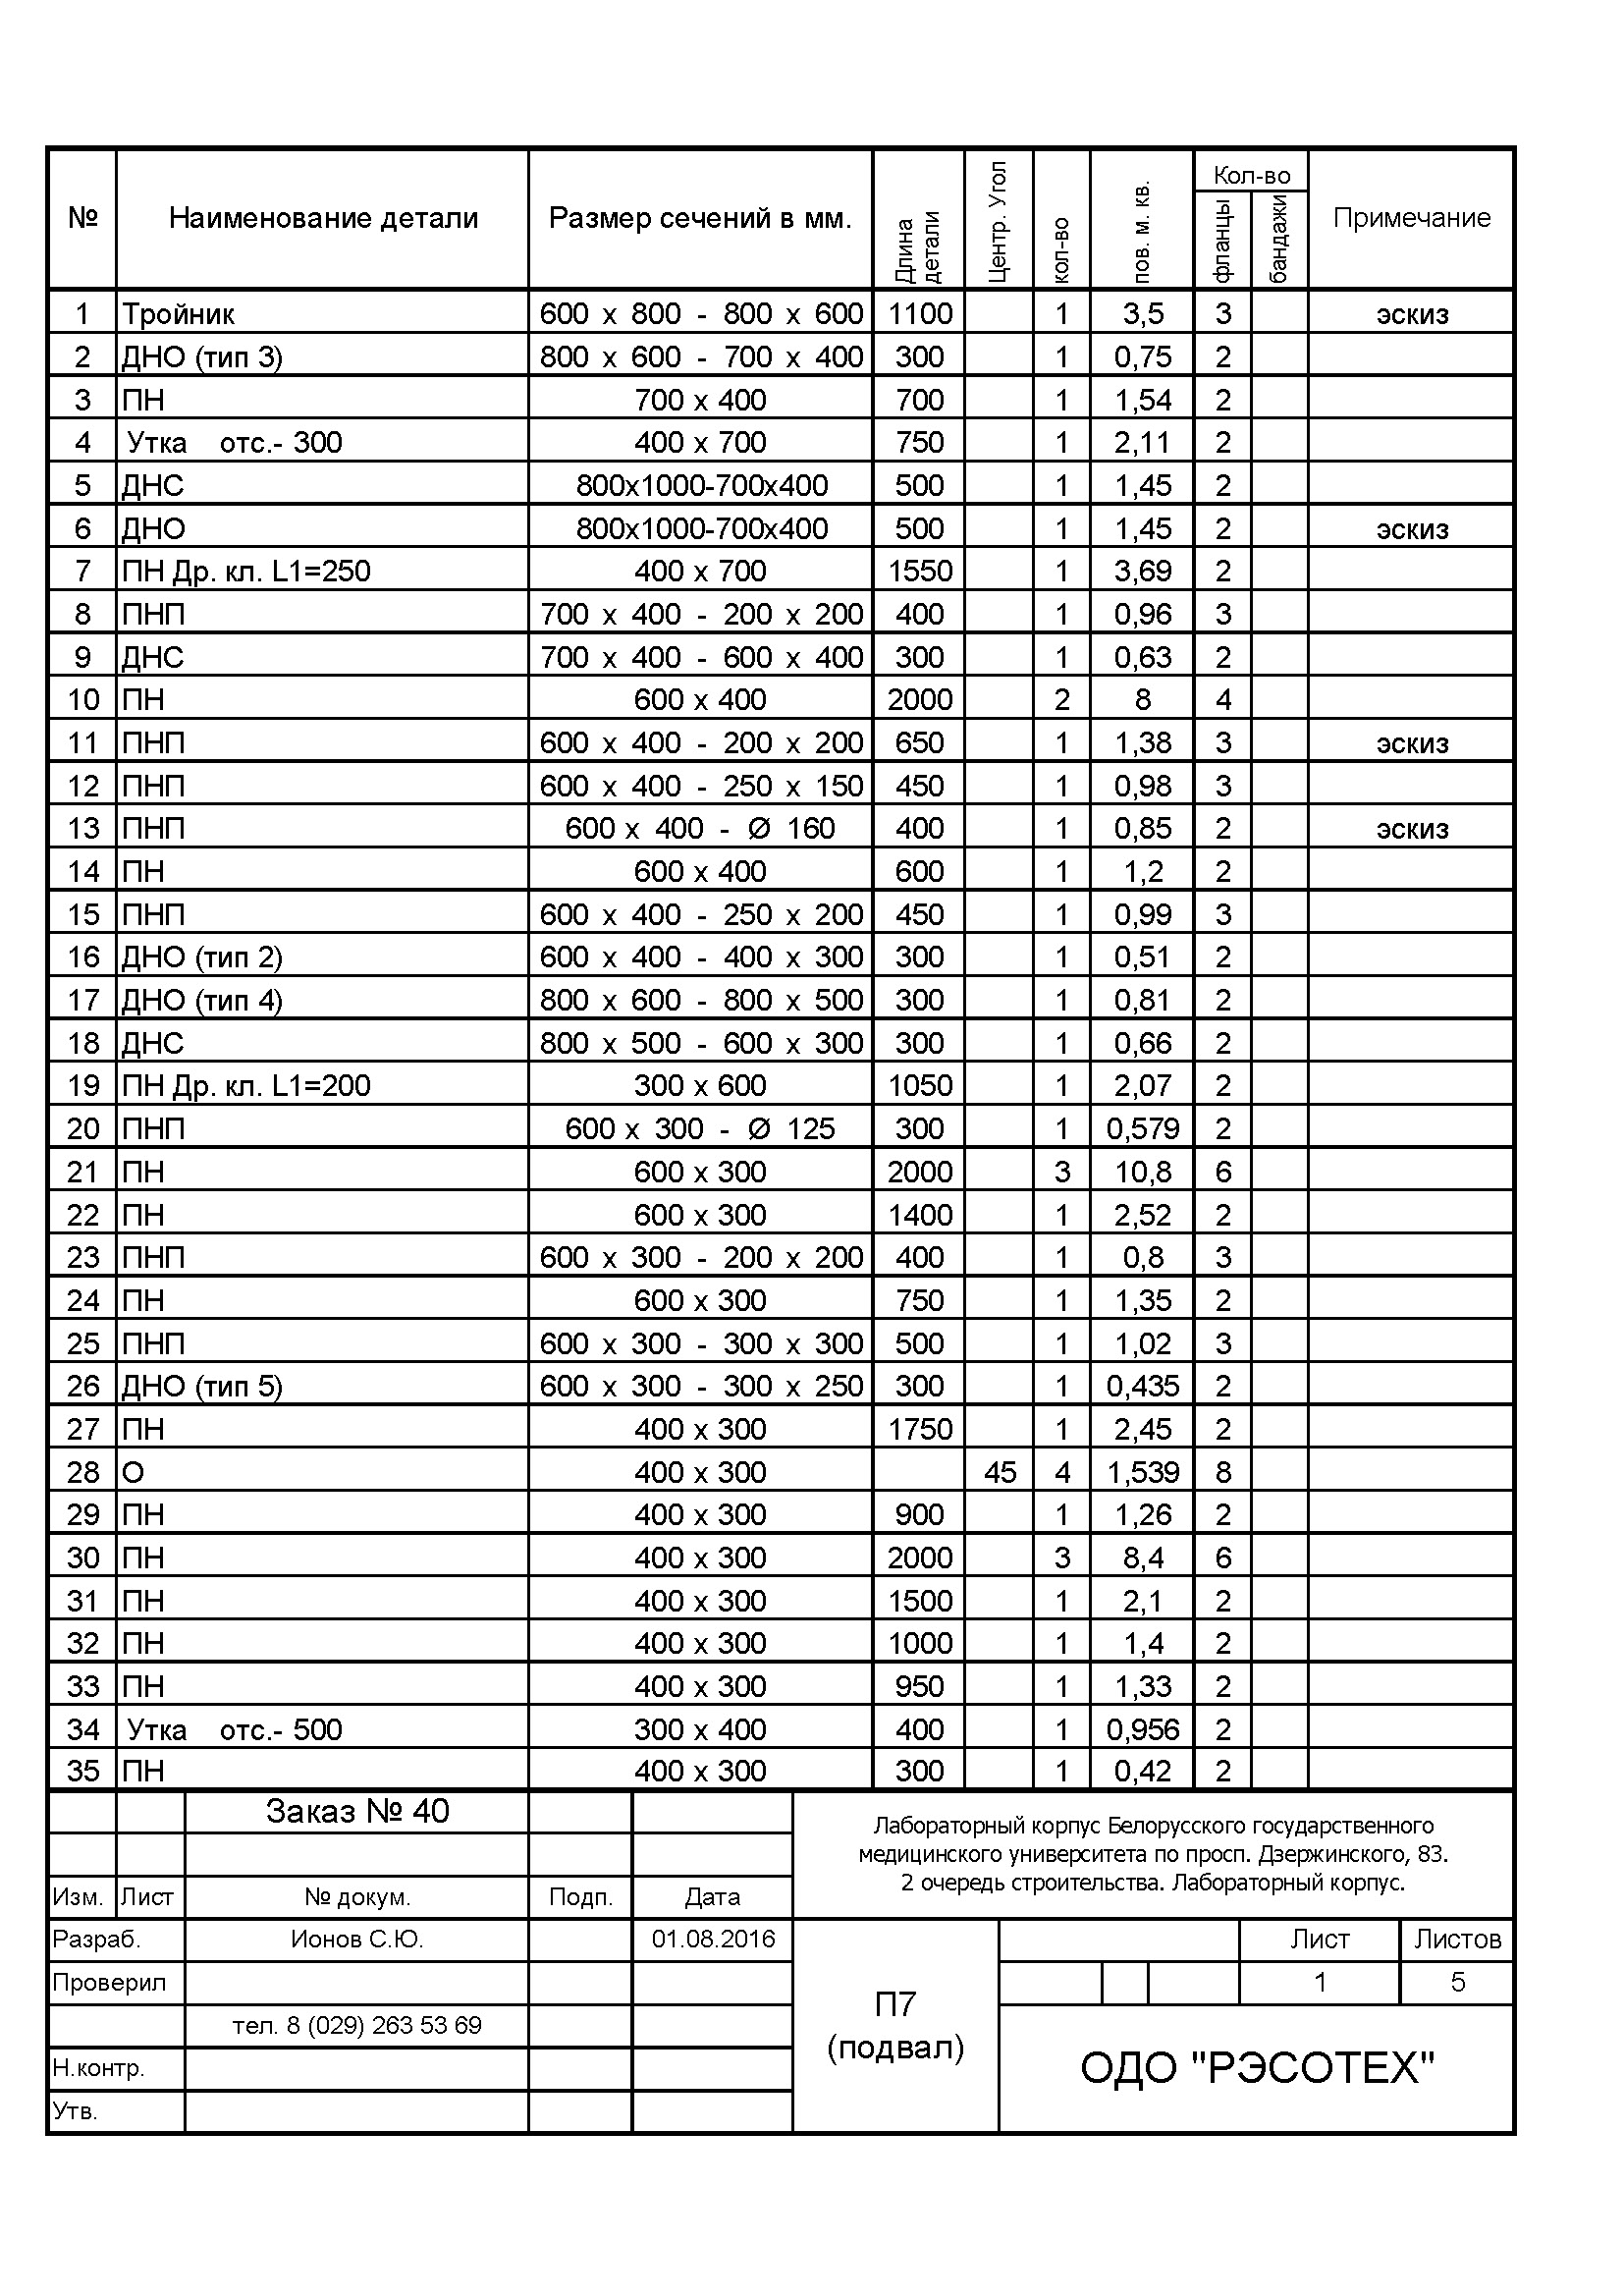 № Наименование детали Размер сечений в мм. Длина детали Центр. Угол кол-во пов. м. кв. Кол-во фланцы бандажи Примечание
1 Тройник 600 x 800 - 800 x 600 1100 1 3,5 3 эскиз
2 ДНО (тип 3) 800 x 600 - 700 x 400 300 1 0,75 2
3 ПН 700 x 400 700 1 1,54 2
4 Утка отс.- 300 400 x 700 750 1 2,11 2
5 ДНС 800x1000-700x400 500 1 1,45 2
6 ДНО 800x1000-700x400 500 1 1,45 2 эскиз
7 ПН Др. кл. L1=250 400 x 700 1550 1 3,69 2
8 ПНП 700 x 400 - 200 x 200 400 1 0,96 3
9 ДНС 700 x 400 - 600 x 400 300 1 0,63 2
10 ПН 600 x 400 2000 2 8 4
11 ПНП 600 x 400 - 200 x 200 650 1 1,38 3 эскиз
12 ПНП 600 x 400 - 250 x 150 450 1 0,98 3
13 ПНП 600 x 400 - Ø 160 400 1 0,85 2 эскиз
14 ПН 600 x 400 600 1 1,2 2
15 ПНП 600 x 400 - 250 x 200 450 1 0,99 3
16 ДНО (тип 2) 600 x 400 - 400 x 300 300 1 0,51 2
17 ДНО (тип 4) 800 x 600 - 800 x 500 300 1 0,81 2
18 ДНС 800 x 500 - 600 x 300 300 1 0,66 2
19 ПН Др. кл. L1=200 300 x 600 1050 1 2,07 2
20 ПНП 600 x 300 - Ø 125 300 1 0,579 2
21 ПН 600 x 300 2000 3 10,8 6
22 ПН 600 x 300 1400 1 2,52 2
23 ПНП 600 x 300 - 200 x 200 400 1 0,8 3
24 ПН 600 x 300 750 1 1,35 2
25 ПНП 600 x 300 - 300 x 300 500 1 1,02 3
26 ДНО (тип 5) 600 x 300 - 300 x 250 300 1 0,435 2
27 ПН 400 x 300 1750 1 2,45 2
28 О 400 x 300 45 4 1,539 8
29 ПН 400 x 300 900 1 1,26 2
30 ПН 400 x 300 2000 3 8,4 6
31 ПН 400 x 300 1500 1 2,1 2
32 ПН 400 x 300 1000 1 1,4 2
33 ПН 400 x 300 950 1 1,33 2
34 Утка отс.- 500 300 x 400 400 1 0,956 2
35 ПН 400 x 300 300 1 0,42 2
Заказ № 40
Изм. Лист № докум. Подп. Дата
Разраб. Ионов С.Ю. 01.08.2016
Проверил
тел. 8 (029) 263 53 69
Н.контр.
Утв.
Лабораторный корпус Белорусского государственного
медицинского университета по просп. Дзержинского, 83.
2 очередь строительства. Лабораторный корпус.
П7
(подвал)
Лист Листов
1 5
ОДО "РЭСОТЕХ"